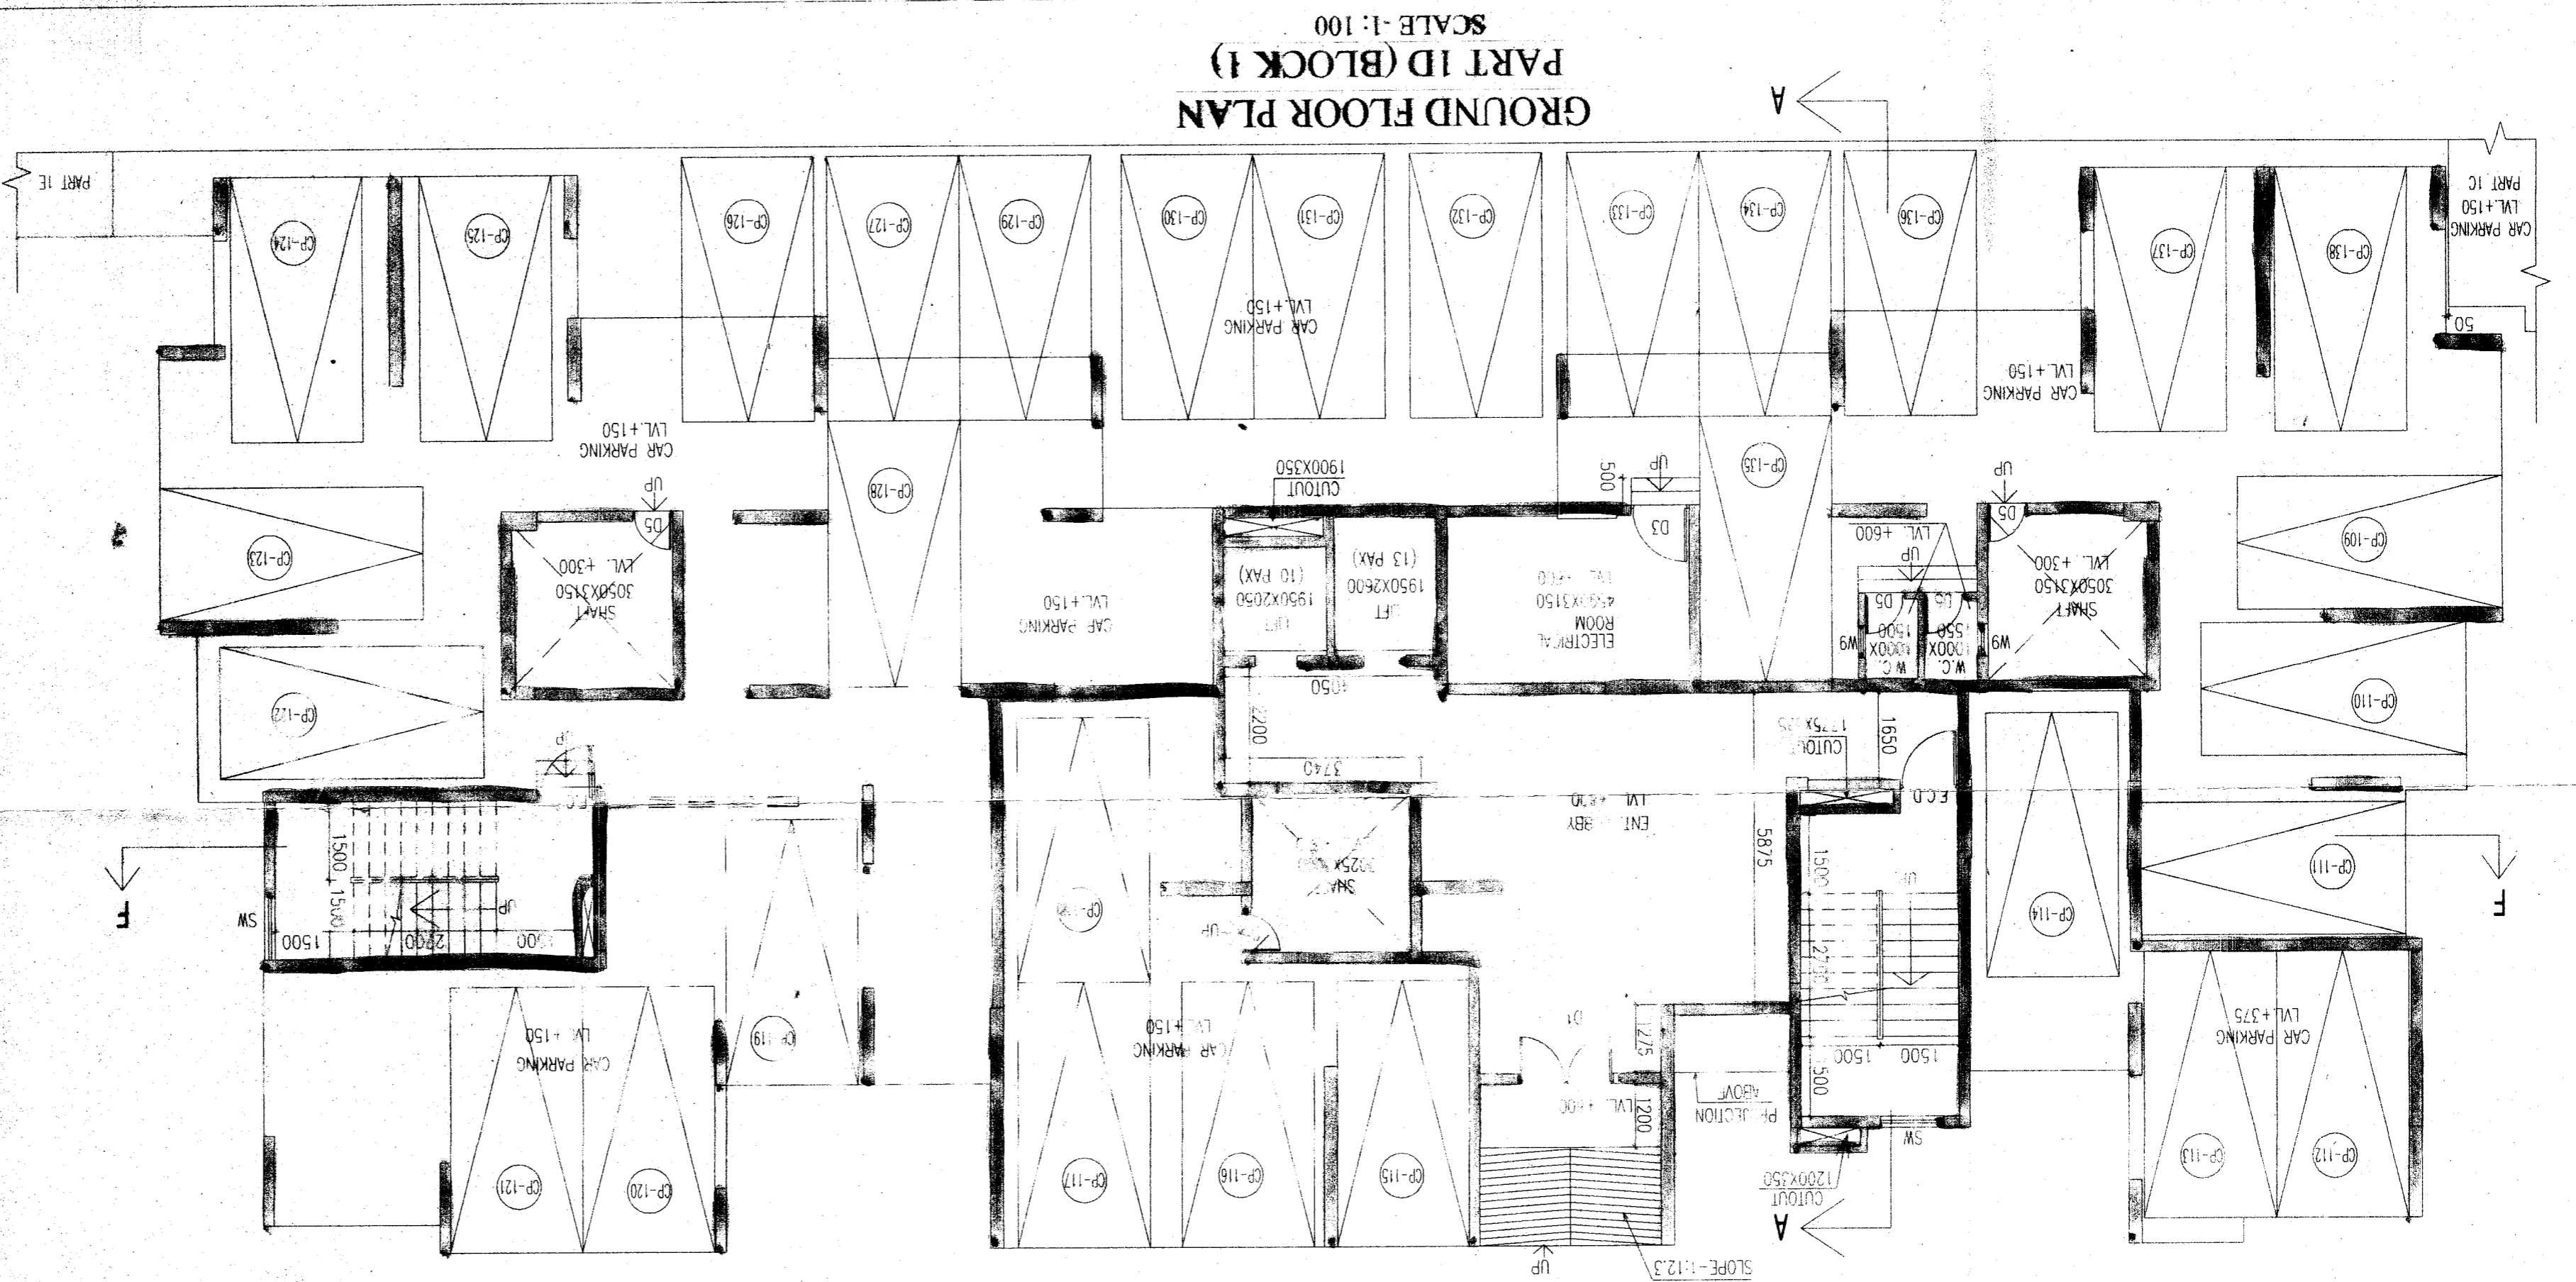 SLOPE-1:12.3
UP
CUTOUT
1200X350
A
SW
CP-112
CP-113
CP-115
CP-116
CP-117
CP-120
CP-121
ABOVE
1200
500
1500
1500
CAR PARKING
LVL+375
D1
1275
CAR PARKING
LVL+150
CP-119
CAR PARKING
LVL+150
F
CP-111
CP-114
UP
1500
5875
ENT.
UP
UP
1500
1500
1500
SW
F
F.C.D
CUTOUT
1650
3740
2200
4050
UP
CP-110
CP-122
SHAFT
3050X3150
LVL. +300
D5
UP
W.C.
1000X
1550
D5
W.C.
1500
D5
W9
W9
UP
LVL. +600
ELECTRICAL
ROOM
D3
UP
500
LIFT
1950X2600
(13 PAX)
LIFT
1950X2050
(10 PAX)
CUTOUT
1900X350
CAR PARKING
LVL.+150
SHAFT
3050X3150
LVL. +300
D5
UP
CP-109
CP-135
CP-128
CP-123
50
CAR PARKING
LVL.+150
CAR PARKING
LVL.+150
CAR PARKING
LVL.+150
CAR PARKING
LVL.+150
PART 1C
CP-138
CP-137
CP-136
CP-134
CP-133
CP-132
CP-131
CP-130
CP-129
CP-127
CP-126
CP-125
CP-124
PART 1E
A
GROUND FLOOR PLAN
PART 1D (BLOCK 1)
SCALE -1:100